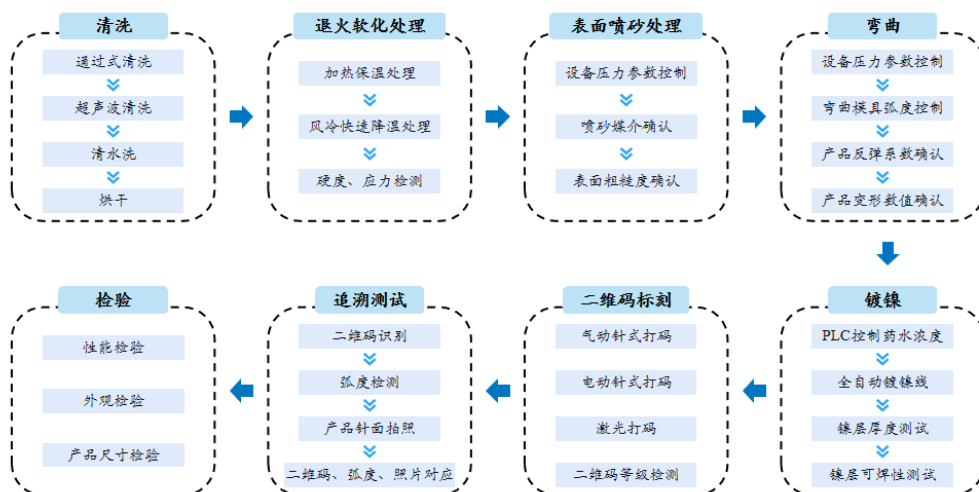 清洗
通过式清洗
超声波清洗
清水洗
烘干
退火软化处理
加热保温处理
风冷快速降温处理
硬度、应力检测
表面喷砂处理
设备压力参数控制
喷砂媒介确认
表面粗糙度确认
弯曲
设备压力参数控制
弯曲模具弧度控制
产品反弹系数确认
产品变形数值确认
镀镍
PLC控制药水浓度
全自动镀镍线
镍层厚度测试
镍层可焊性测试
二维码标刻
气动针式打码
电动针式打码
激光打码
二维码等级检测
追溯测试
二维码识别
弧度检测
产品针面拍照
二维码、弧度、照片对应
检验
性能检验
外观检验
产品尺寸检验